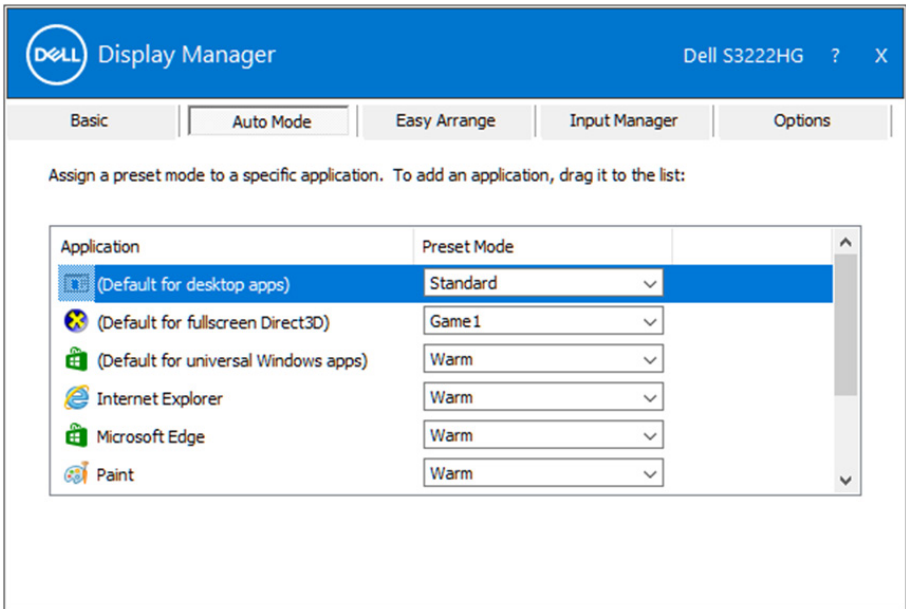 DELL Display Manager Dell S3222HG ? X
Basic Auto Mode Easy Arrange Input Manager Options
Assign a preset mode to a specific application. To add an application, drag it to the list:
Application Preset Mode
(Default for desktop apps) Standard
(Default for fullscreen Direct3D) Game1
(Default for universal Windows apps) Warm
Internet Explorer Warm
Microsoft Edge Warm
Paint Warm